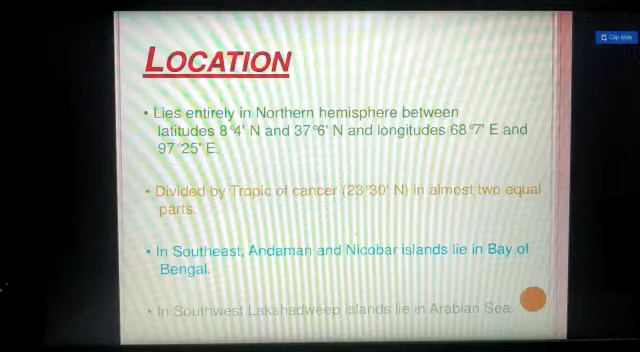 Clip slide
LOCATION
• Lies entirely in Northern hemisphere between
latitudes 8°4' N and 37°6' N and longitudes 68°7' E and
97°25' E.
• Divided by Tropic of cancer (23°30' N) in almost two equal
parts.
• In Southeast, Andaman and Nicobar islands lie in Bay of
Bengal.
• In Southwest Lakshadweep islands lie in Arabian Sea.